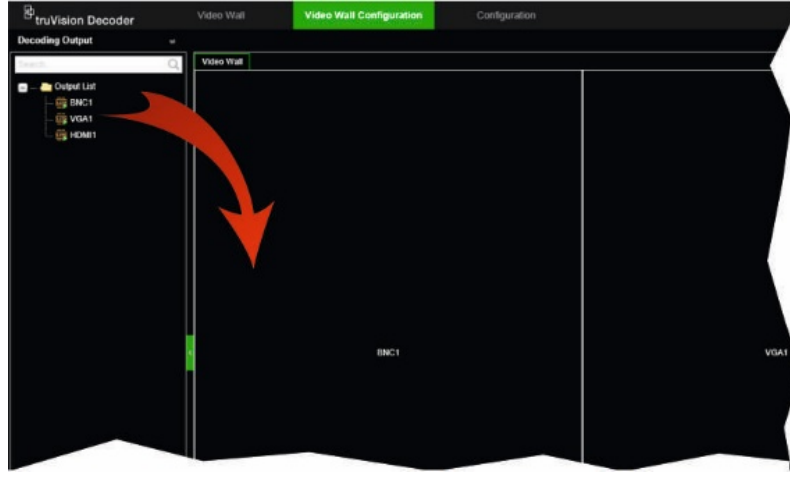 truVision Decoder
Video Wall
Video Wall Configuration
Configuration
Decoding Output
Search...
Video Wall
Output List
BNC1
VGA1
HDMI1
BNC1
VGA1